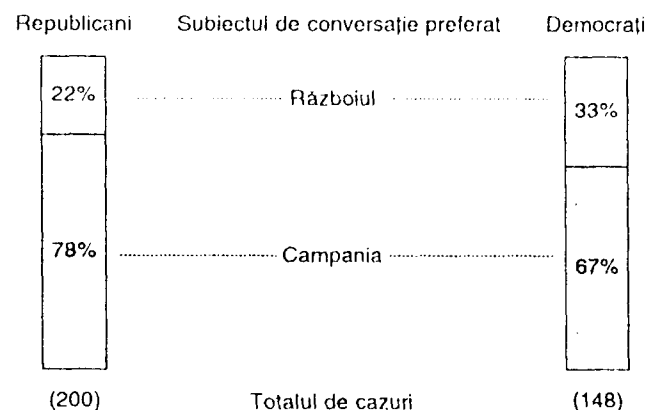 Republicani Subiectul de conversație preferat Democrați
22% Războiul 33%
78% Campania 67%
(200) Totalul de cazuri (148)